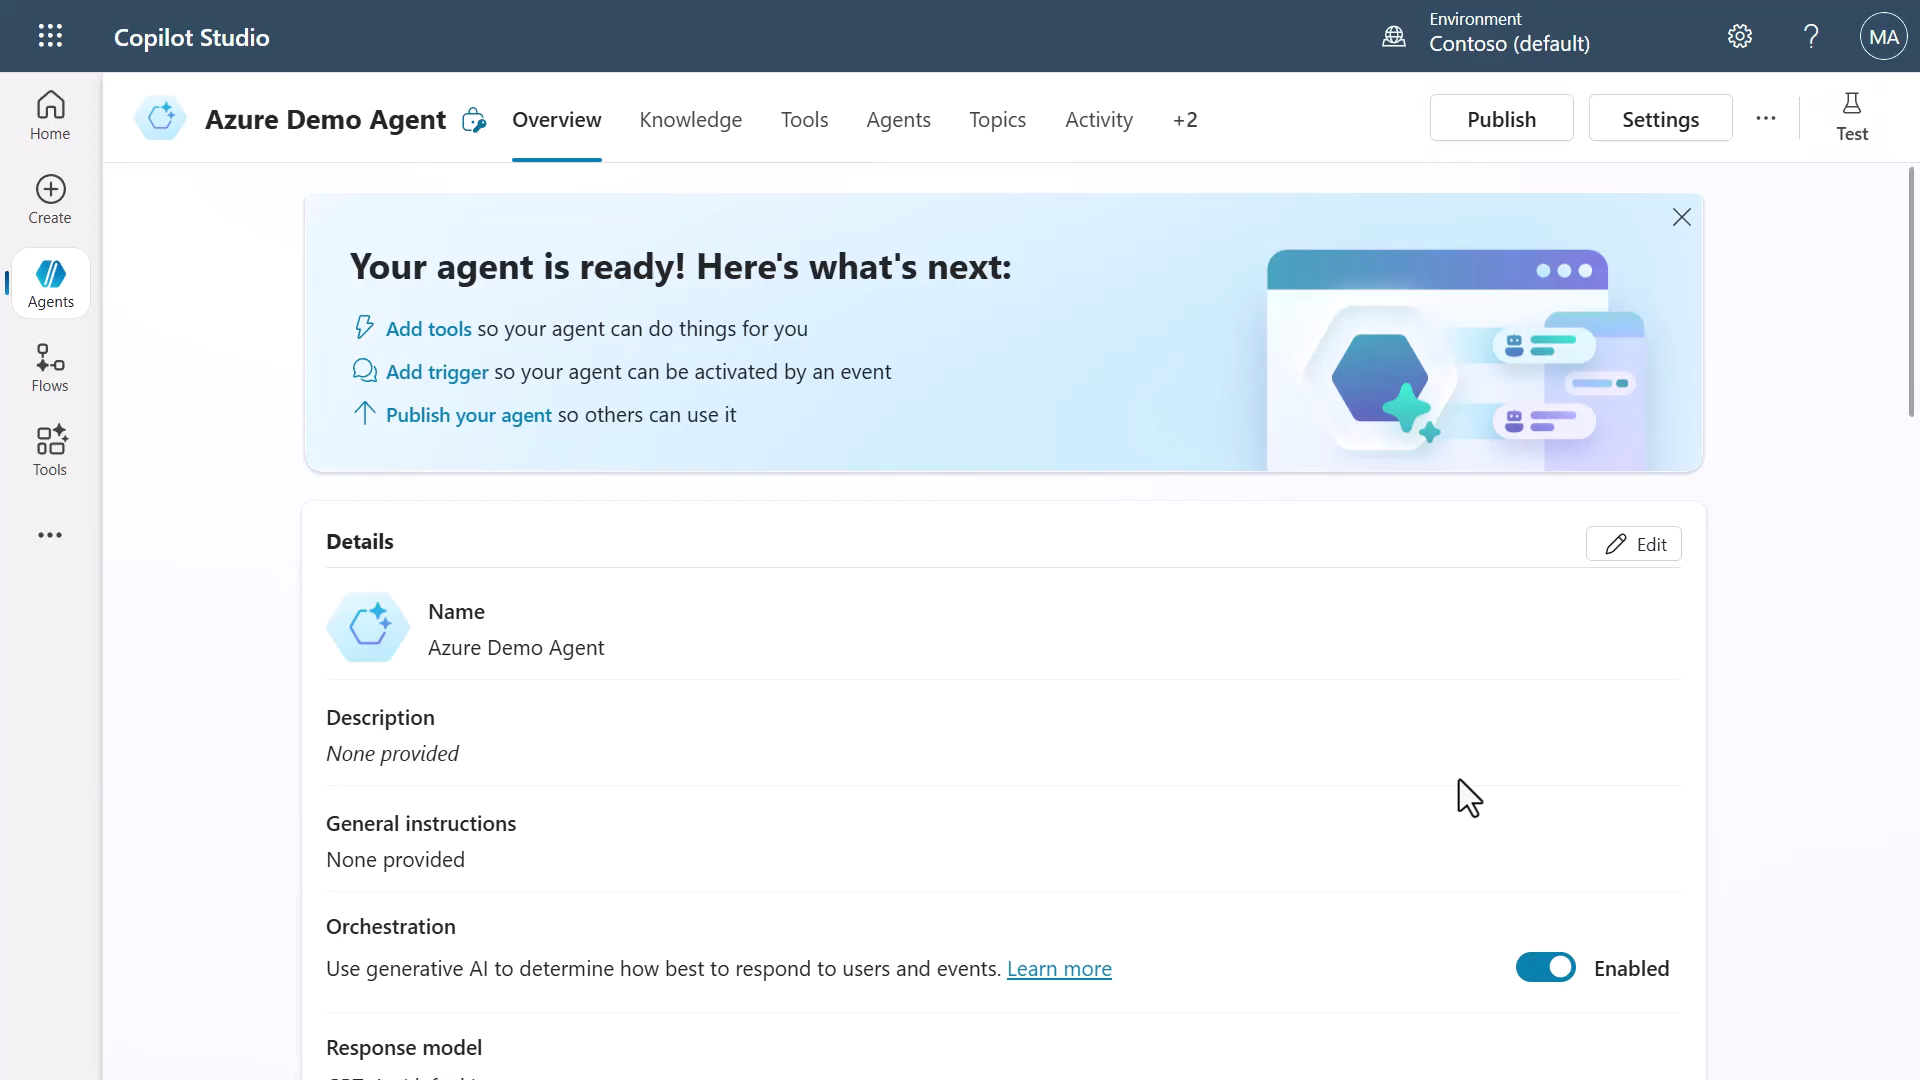 Copilot Studio
Environment
Contoso (default)
MA
Home
Create
Agents
Flows
Tools
Azure Demo Agent
Overview
Knowledge
Tools
Agents
Topics
Activity
+2
Publish
Settings
Test
Your agent is ready! Here's what's next:
Add tools so your agent can do things for you
Add trigger so your agent can be activated by an event
Publish your agent so others can use it
Details
Edit
Name
Azure Demo Agent
Description
None provided
General instructions
None provided
Orchestration
Use generative AI to determine how best to respond to users and events. Learn more
Enabled
Response model